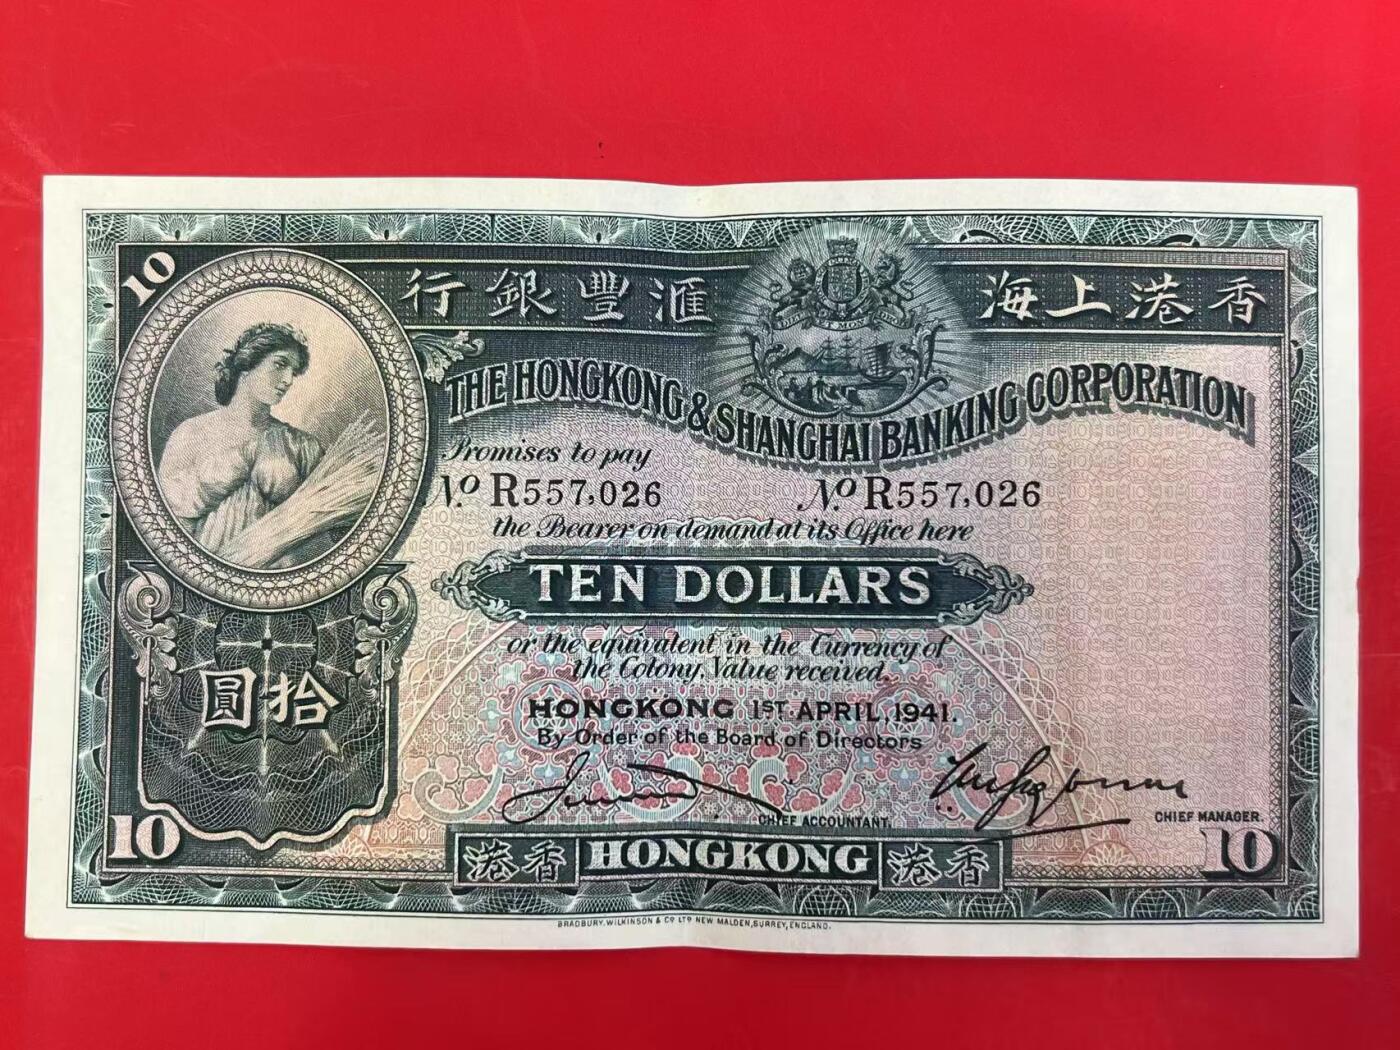 10
行銀豐滙 海上港香
DIEU ET MON DROIT
THE HONGKONG & SHANGHAI BANKING CORPORATION
Promises to pay
No. R557,026 No. R557,026
the Bearer on demand at its Office here
TEN DOLLARS
or the equivalent in the Currency of
the Colony. Value received.
圓拾
HONGKONG 1ST APRIL, 1941.
By Order of the Board of Directors
CHIEF ACCOUNTANT. CHIEF MANAGER.
10 10
港香 HONGKONG 港香
BRADBURY, WILKINSON & Co LTD NEW MALDEN, SURREY, ENGLAND.